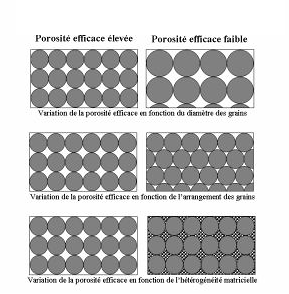 Porosité efficace élevée
Porosité efficace faible
Variation de la porosité efficace en fonction du diamètre des grains
Variation de la porosité efficace en fonction de l'arrangement des grains
Variation de la porosité efficace en fonction de l'hétérogénéité matricielle